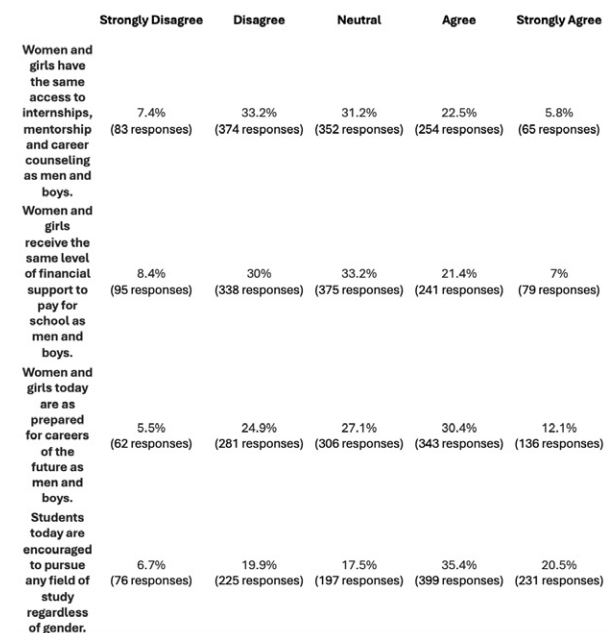 Strongly Disagree Disagree Neutral Agree Strongly Agree
Women and
girls have
the same
access to
internships,
mentorship
and career
counseling
as men and
boys.
7.4% 33.2% 31.2% 22.5% 5.8%
(83 responses) (374 responses) (352 responses) (254 responses) (65 responses)
Women and
girls
receive the
same level
of financial
support to
pay for
school as
men and
boys.
8.4% 30% 33.2% 21.4% 7%
(95 responses) (338 responses) (375 responses) (241 responses) (79 responses)
Women and
girls today
are as
prepared
for careers
of the
future as
men and
boys.
5.5% 24.9% 27.1% 30.4% 12.1%
(62 responses) (281 responses) (306 responses) (343 responses) (136 responses)
Students
today are
encouraged
to pursue
any field of
study
regardless
of gender.
6.7% 19.9% 17.5% 35.4% 20.5%
(76 responses) (225 responses) (197 responses) (399 responses) (231 responses)